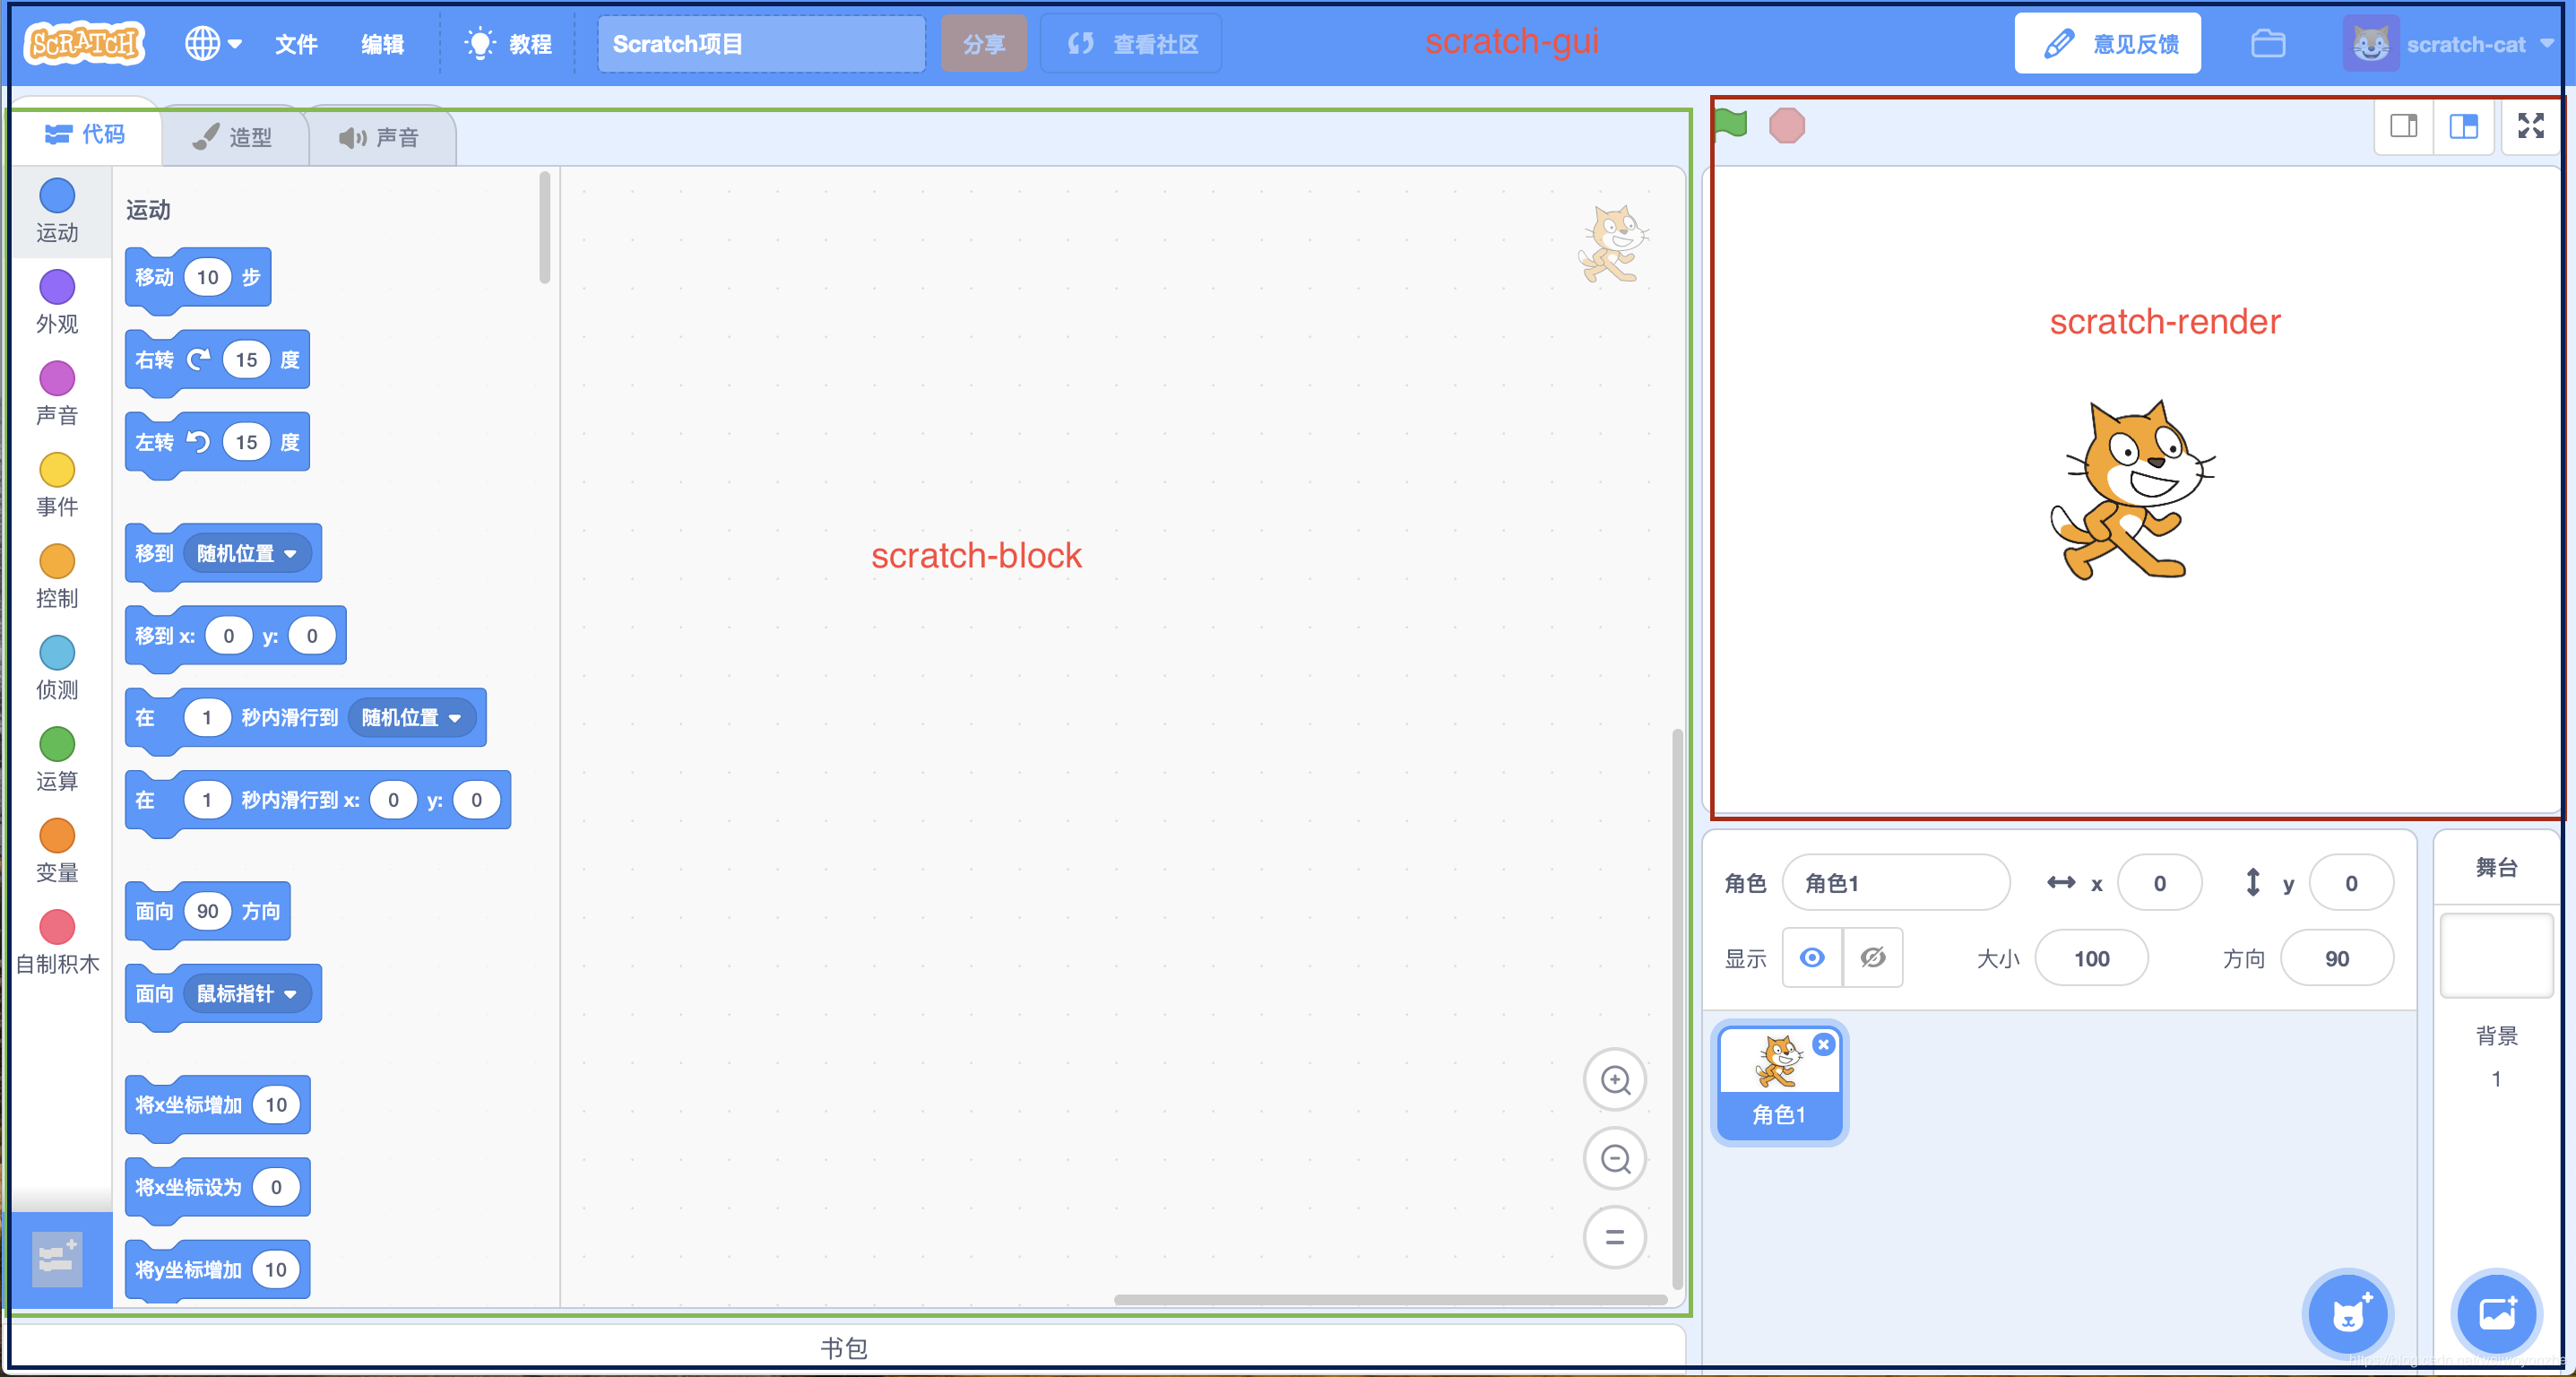 SCRATCH
文件
编辑
教程
Scratch项目
分享
查看社区
scratch-gui
意见反馈
scratch-cat
代码
造型
声音
运动
外观
声音
事件
控制
侦测
运算
变量
自制积木
运动
移动 10 步
右转 15 度
左转 15 度
移到 随机位置
移到 x: 0 y: 0
在 1 秒内滑行到 随机位置
在 1 秒内滑行到 x: 0 y: 0
面向 90 方向
面向 鼠标指针
将x坐标增加 10
将x坐标设为 0
将y坐标增加 10
scratch-block
书包
scratch-render
角色 角色1 x 0 y 0
显示 大小 100 方向 90
角色1
舞台
背景
1